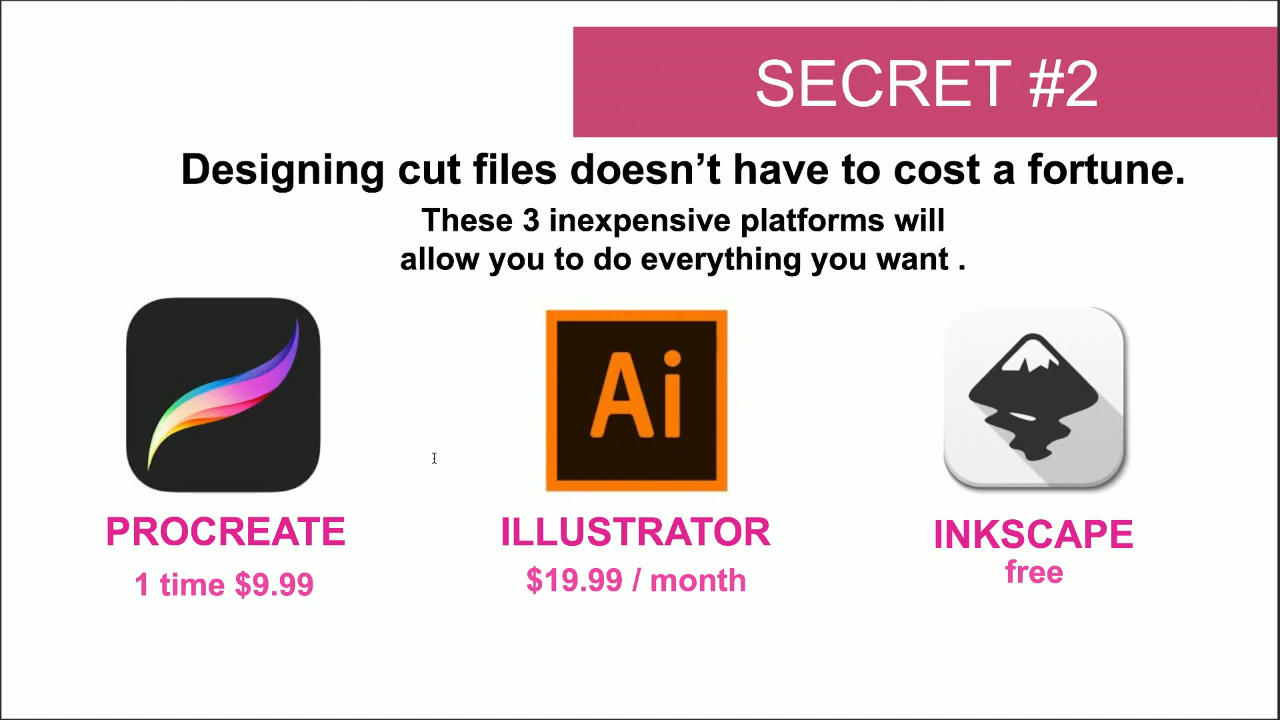 SECRET #2
Designing cut files doesn’t have to cost a fortune.
These 3 inexpensive platforms will
allow you to do everything you want .
Ai
PROCREATE
ILLUSTRATOR
INKSCAPE
1 time $9.99
$19.99 / month
free